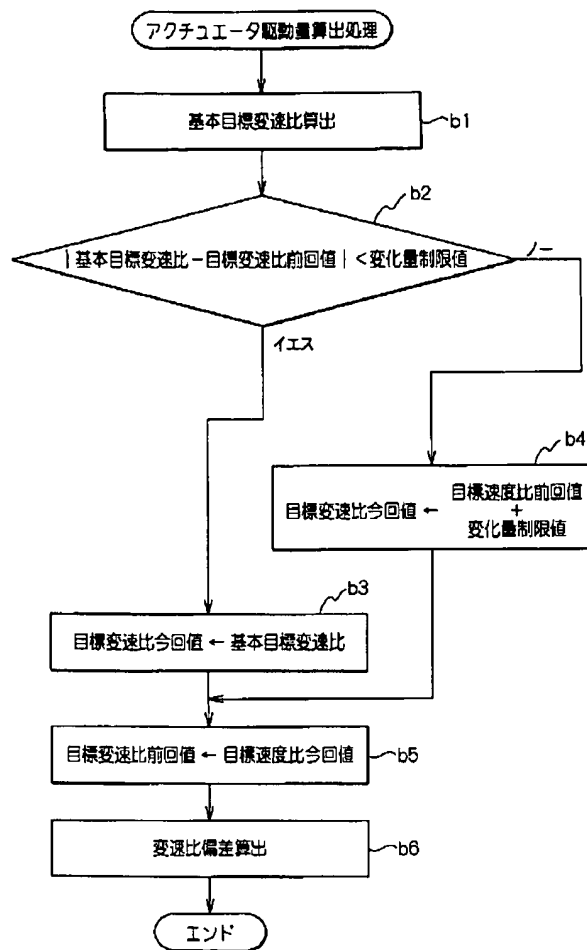 アクチュエータ駆動量算出処理
基本目標変速比算出
b1
b2
|基本目標変速比-目標変速比前回値|<変化量制限値
ノー
イエス
b4
目標変速比今回値 ← 目標速度比前回値
+
変化量制限値
b3
目標変速比今回値 ← 基本目標変速比
目標変速比前回値 ← 目標速度比今回値
b5
変速比偏差算出
b6
エンド